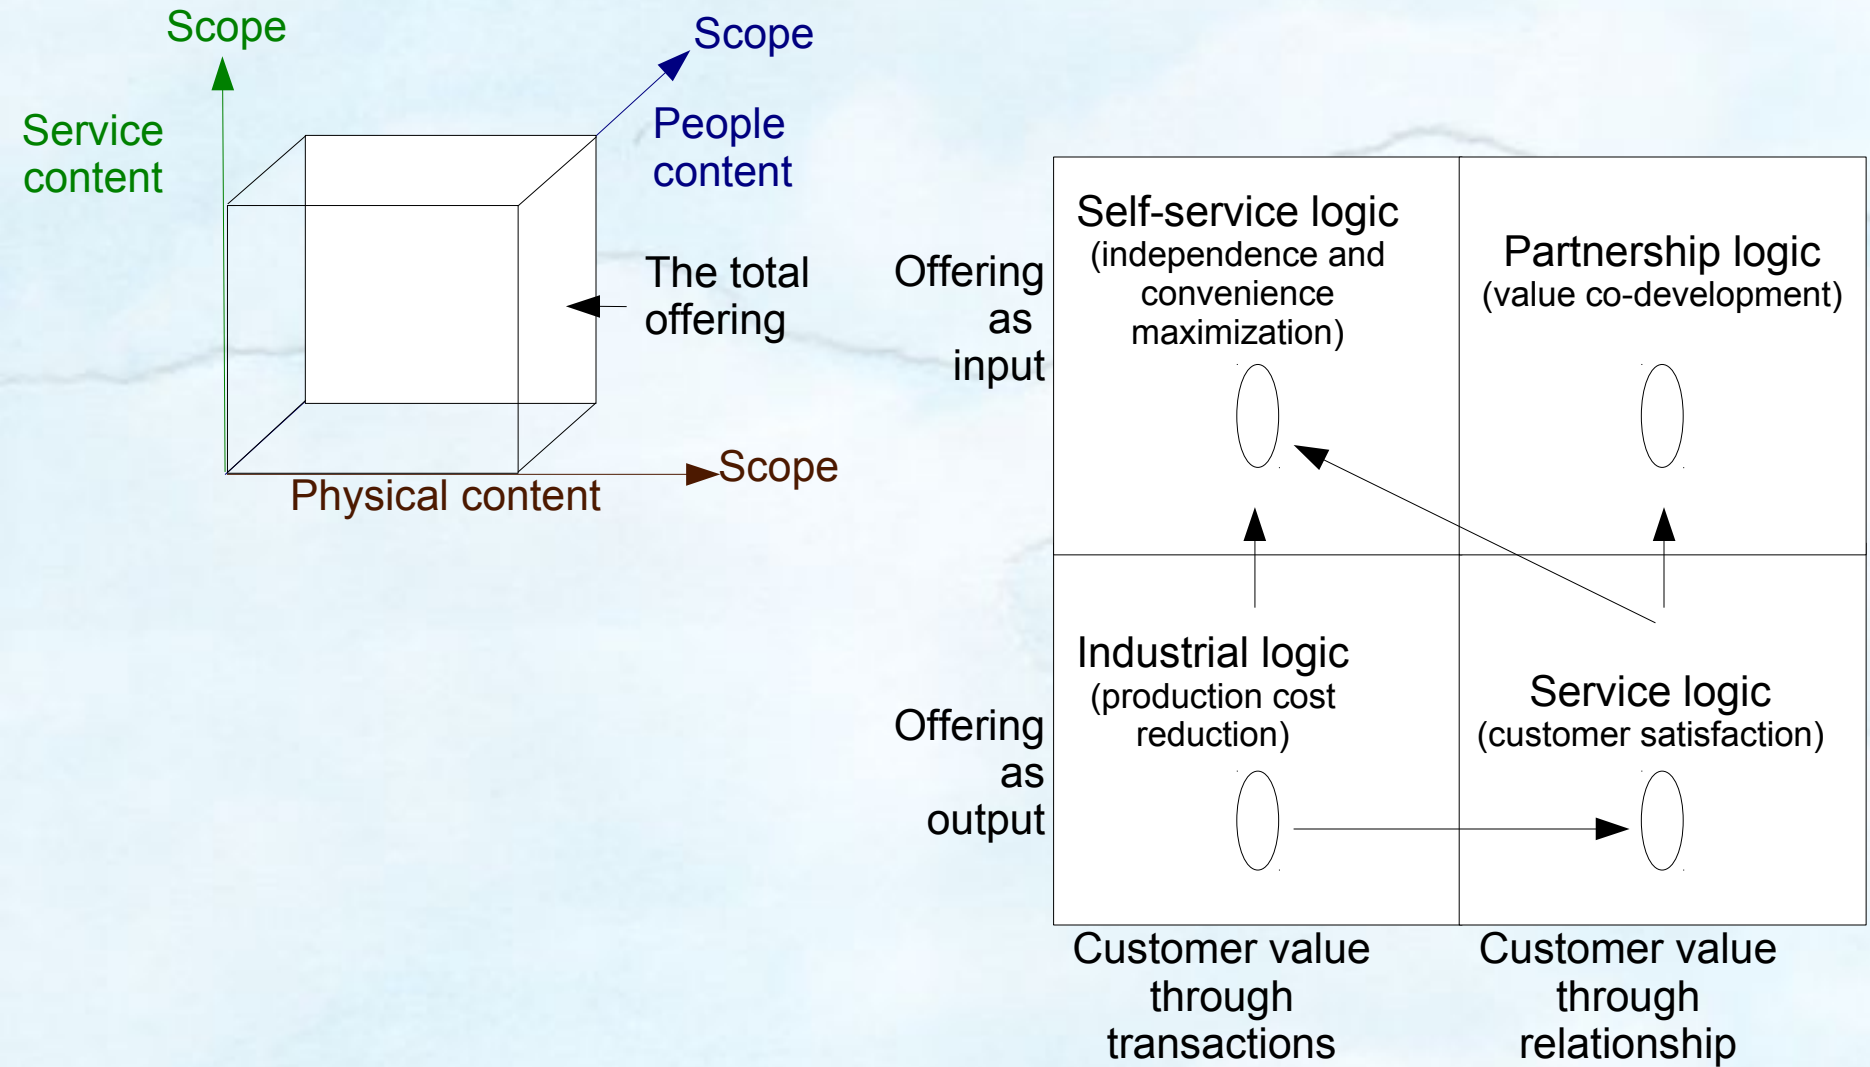 Scope
Scope
Service
content
People
content
The total
offering
Scope
Physical content
Offering
as
input
Self-service logic
(independence and
convenience
maximization)
Partnership logic
(value co-development)
Offering
as
output
Industrial logic
(production cost
reduction)
Service logic
(customer satisfaction)
Customer value
through
transactions
Customer value
through
relationship